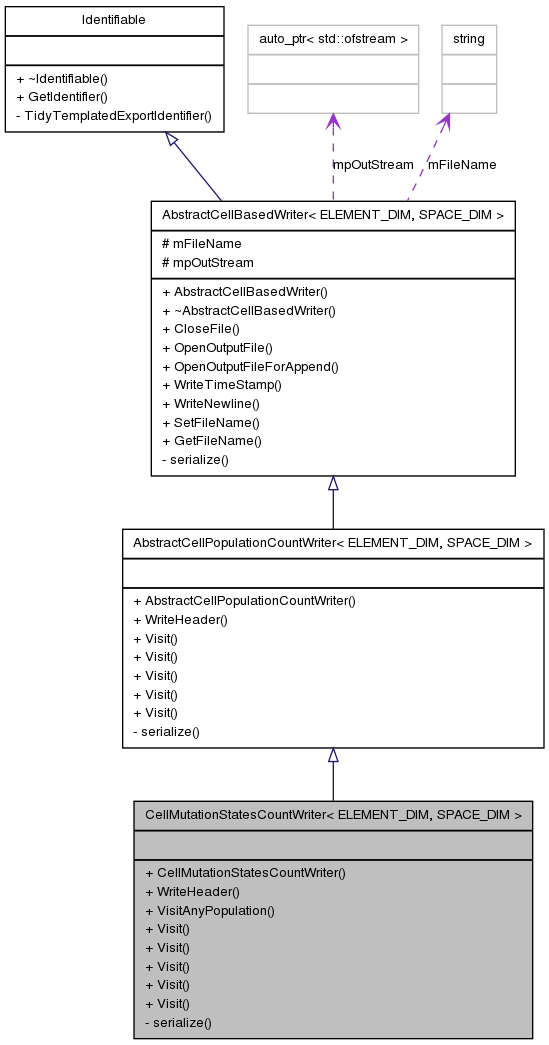 Identifiable
+ ~Identifiable()
+ GetIdentifier()
- TidyTemplatedExportIdentifier()
auto_ptr< std::ofstream >
string
mpOutStream
mFileName
AbstractCellBasedWriter< ELEMENT_DIM, SPACE_DIM >
# mFileName
# mpOutStream
+ AbstractCellBasedWriter()
+ ~AbstractCellBasedWriter()
+ CloseFile()
+ OpenOutputFile()
+ OpenOutputFileForAppend()
+ WriteTimeStamp()
+ WriteNewline()
+ SetFileName()
+ GetFileName()
- serialize()
AbstractCellPopulationCountWriter< ELEMENT_DIM, SPACE_DIM >
+ AbstractCellPopulationCountWriter()
+ WriteHeader()
+ Visit()
+ Visit()
+ Visit()
+ Visit()
+ Visit()
- serialize()
CellMutationStatesCountWriter< ELEMENT_DIM, SPACE_DIM >
+ CellMutationStatesCountWriter()
+ WriteHeader()
+ VisitAnyPopulation()
+ Visit()
+ Visit()
+ Visit()
+ Visit()
+ Visit()
- serialize()